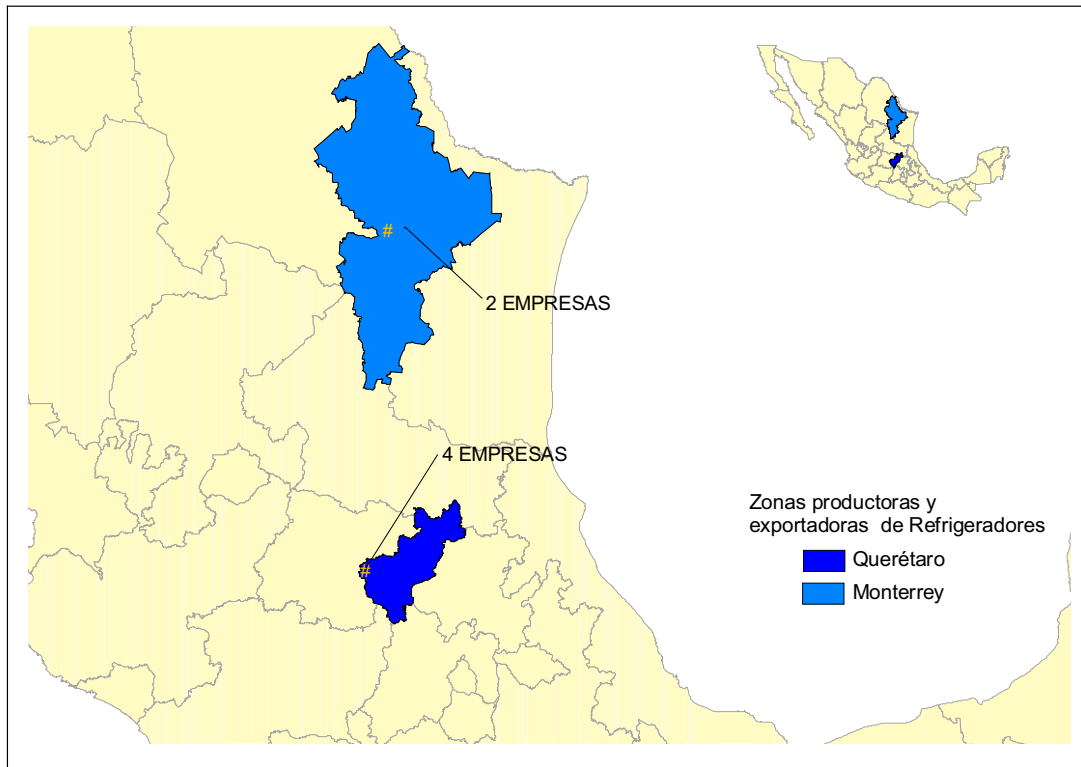 #
2 EMPRESAS
4 EMPRESAS
#
Zonas productoras y
exportadoras de Refrigeradores
Querétaro
Monterrey